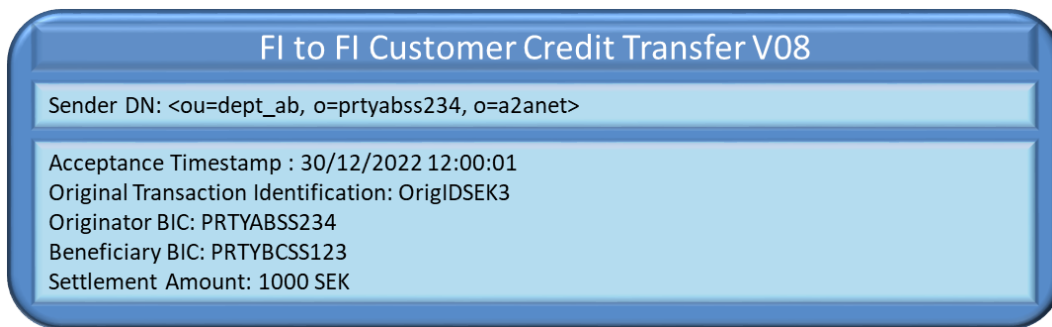 FI to FI Customer Credit Transfer V08
Sender DN: <ou=dept_ab, o=prtyabss234, o=a2anet>
Acceptance Timestamp : 30/12/2022 12:00:01
Original Transaction Identification: OrigIDSEK3
Originator BIC: PRTYABSS234
Beneficiary BIC: PRTYBCSS123
Settlement Amount: 1000 SEK